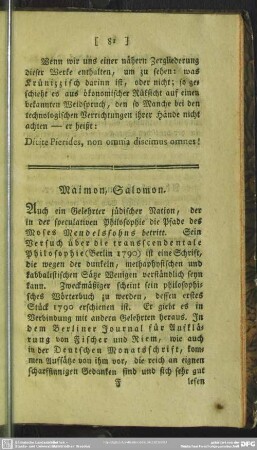 [ 81 ]
Wenn wir uns einer nähern Zergliederung
dieser Werke enthalten, um zu sehen: was
Krünitzisch darinn ist, oder nicht; so ge-
schieht es aus ökonomischer Rüksicht auf einen
bekannten Weidspruch, den so Manche bei den
technologischen Verrichtungen ihrer Hände nicht
achten — er heißt:
Dicite Pierides, non omnia discimus omnes!
Maimon, Salomon.
Auch ein Gelehrter jüdischer Nation, der
in der spekulativen Philosophie die Pfade des
Moses Mendelssohns betritt. Sein
Versuch über die transscendentale
Philosophie (Berlin 1790) ist eine Schrift,
die wegen der dunkeln, methaphysischen und
kabbalistischen Säze Wenigen verständlich seyn
kann. Zweckmäßiger scheint sein philosophi-
sches Wörterbuch zu werden, dessen erstes
Stück 1790 erschienen ist. Er giebt es in
Verbindung mit andern Gelehrten heraus. In
dem Berliner Journal für Aufklä-
rung von Fischer und Riem, wie auch
in der Deutschen Monatsschrift, kom-
men Aufsätze von ihm vor, die reich an eignen
scharfsinnigen Gedanken sind und sich sehr gut
F lesen